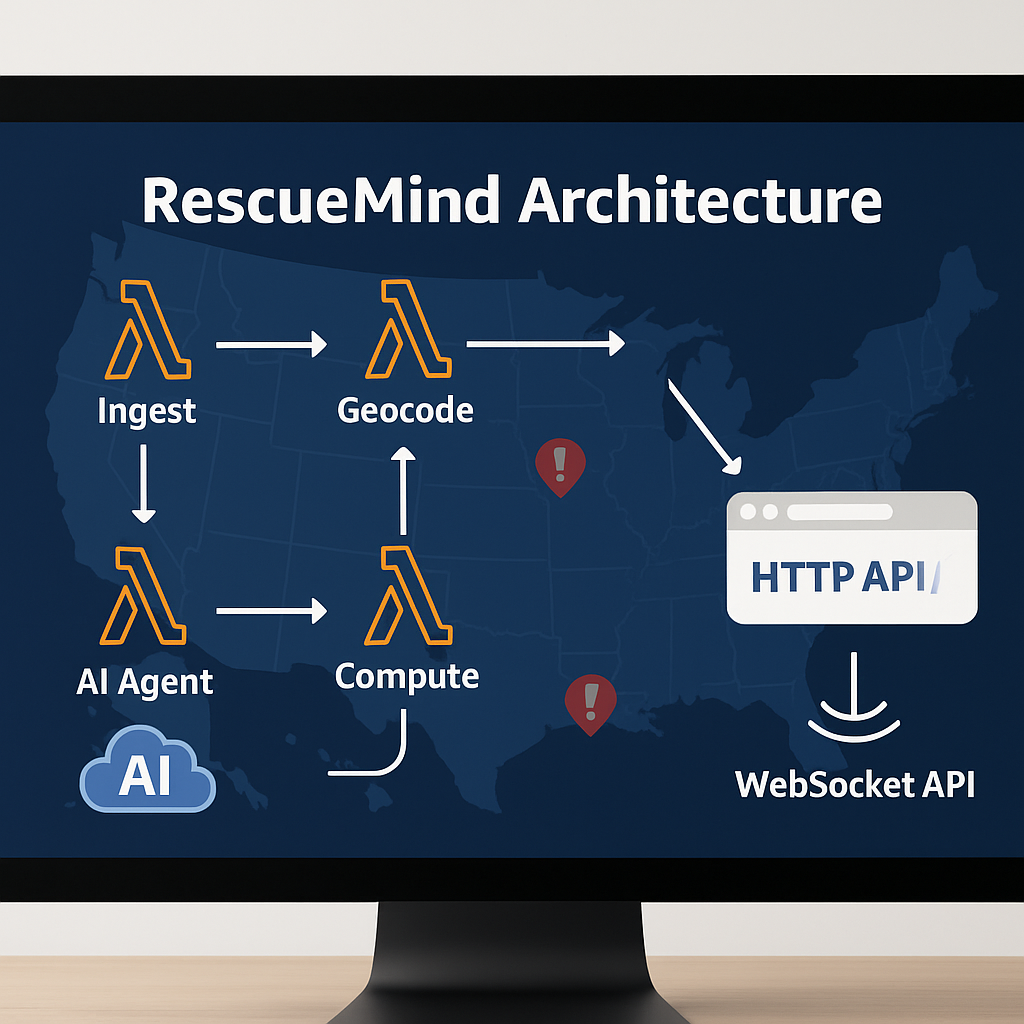 RescueMind Architecture
Ingest
Geocode
!
HTTP API/
AI Agent
Compute
!
AI
WebSocket API